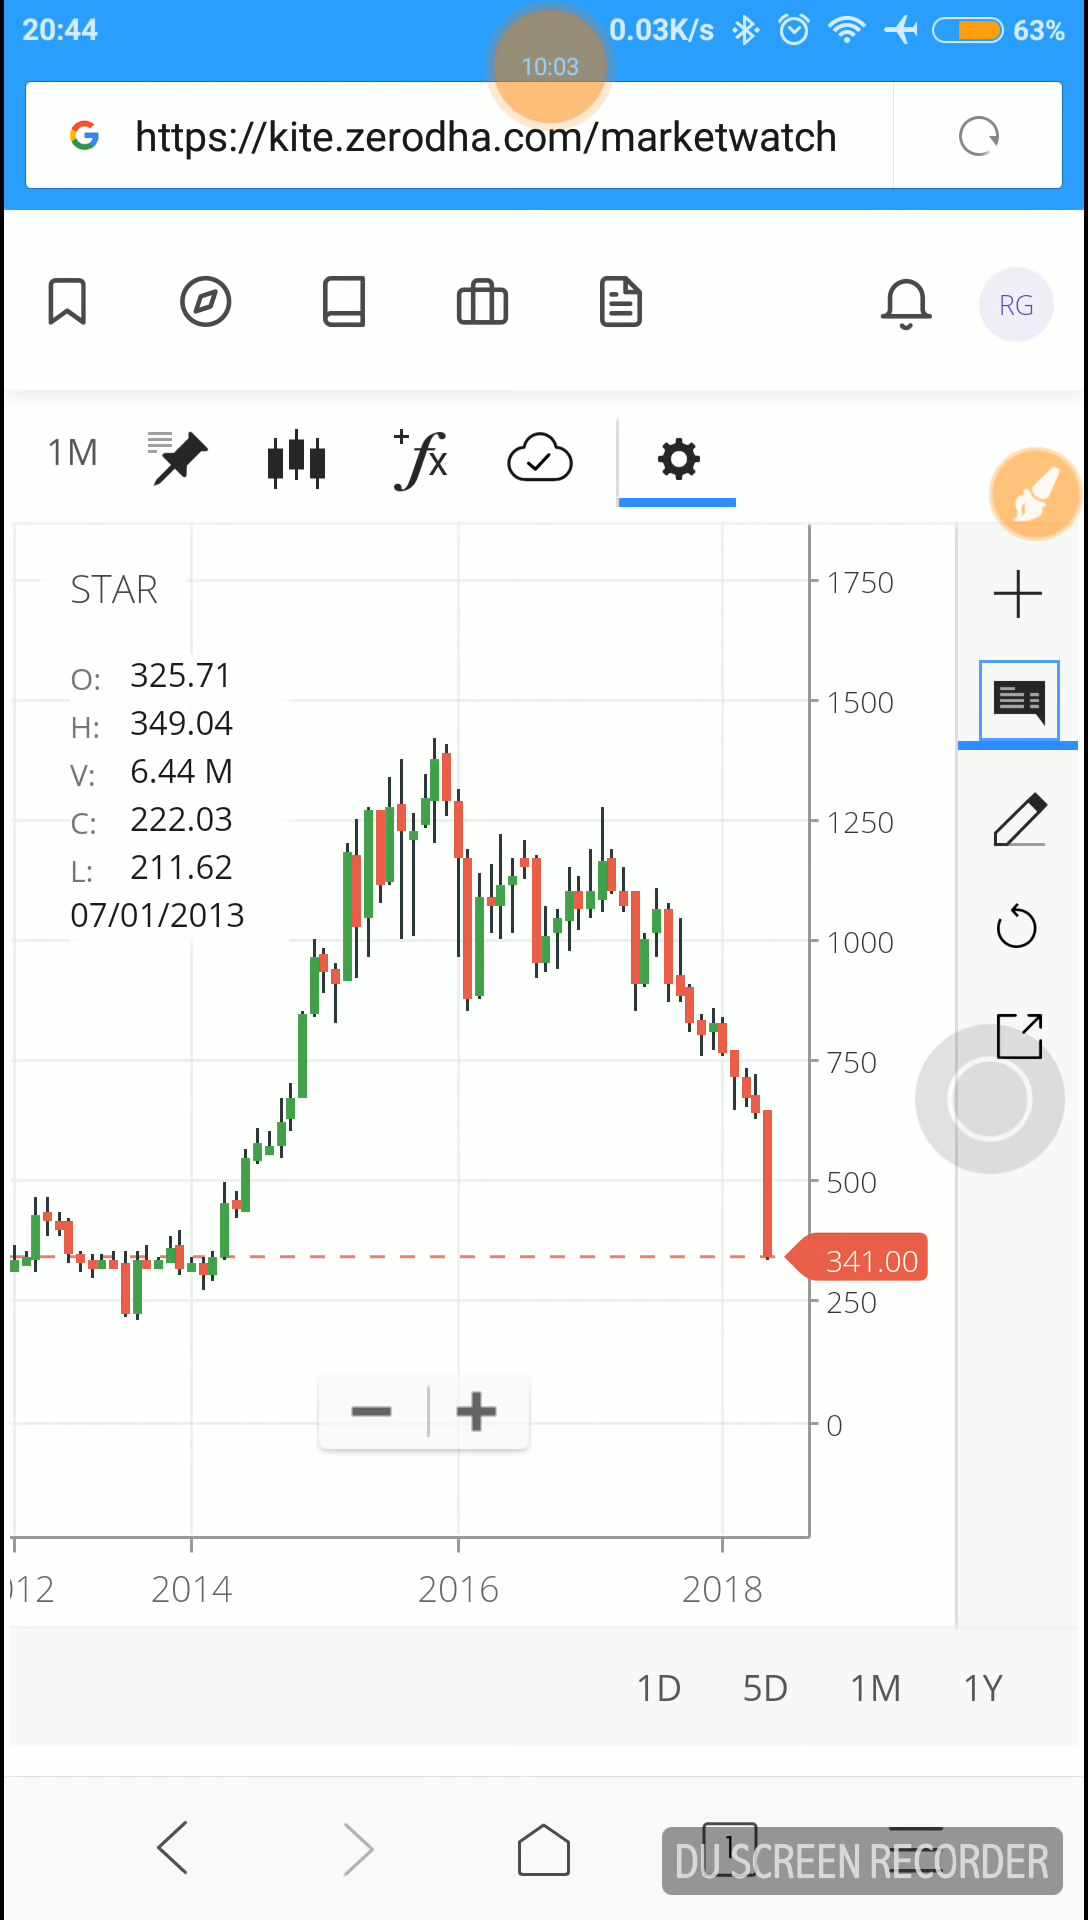 20:44 0.03K/s 63%
10:03
https://kite.zerodha.com/marketwatch
RG
1M +fx
STAR
O: 325.71
H: 349.04
V: 6.44 M
C: 222.03
L: 211.62
07/01/2013
1750
1500
1250
1000
750
500
341.00
250
0
012 2014 2016 2018
1D 5D 1M 1Y
1
DU SCREEN RECORDER